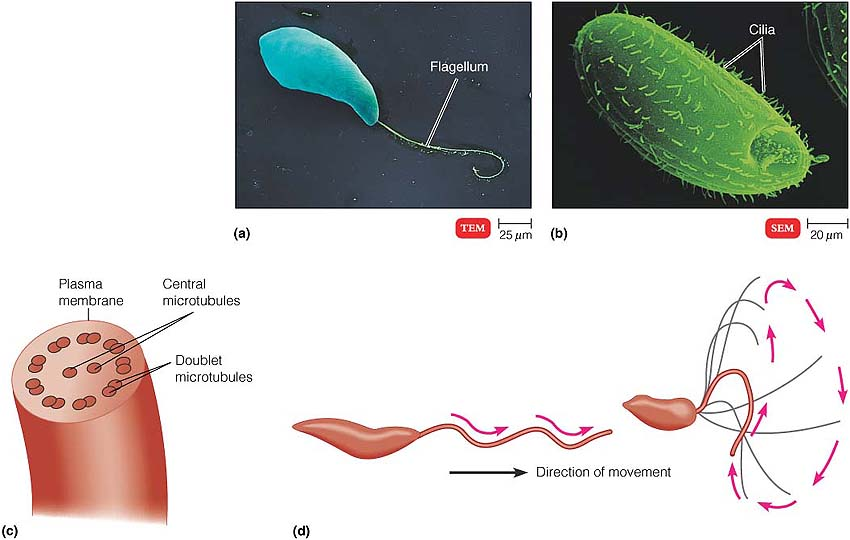 Flagellum
Cilia
(a)
TEM
25 µm
(b)
SEM
20 µm
Plasma
membrane
Central
microtubules
Doublet
microtubules
(c)
Direction of movement
(d)